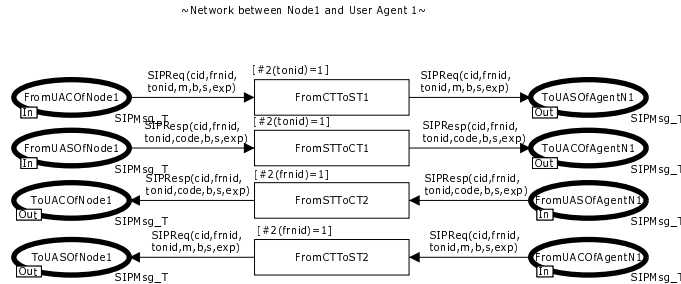 ~Network between Node1 and User Agent 1~
[#2(tonid)=1]
SIPReq(cid,frnid,
tonid,m,b,s,exp)
SIPReq(cid,frnid,
tonid,m,b,s,exp)
FromUACOfNode1
FromCTToST1
ToUASOfAgentN1
In
Out
SIPMsg_T
SIPMsg_T
[#2(tonid)=1]
SIPResp(cid,frnid,
tonid,code,b,s,exp)
SIPResp(cid,frnid,
tonid,code,b,s,exp)
FromUASOfNode1
FromSTToCT1
ToUACOfAgentN1
In
Out
SIPMsg_T
SIPMsg_T
[#2(frnid)=1]
SIPResp(cid,frnid,
tonid,code,b,s,exp)
SIPResp(cid,frnid,
tonid,code,b,s,exp)
ToUACOfNode1
FromSTToCT2
FromUASOfAgentN1
Out
In
SIPMsg_T
SIPMsg_T
[#2(frnid)=1]
SIPReq(cid,frnid,
tonid,m,b,s,exp)
SIPReq(cid,frnid,
tonid,m,b,s,exp)
ToUASOfNode1
FromCTToST2
FromUACOfAgentN1
Out
In
SIPMsg_T
SIPMsg_T